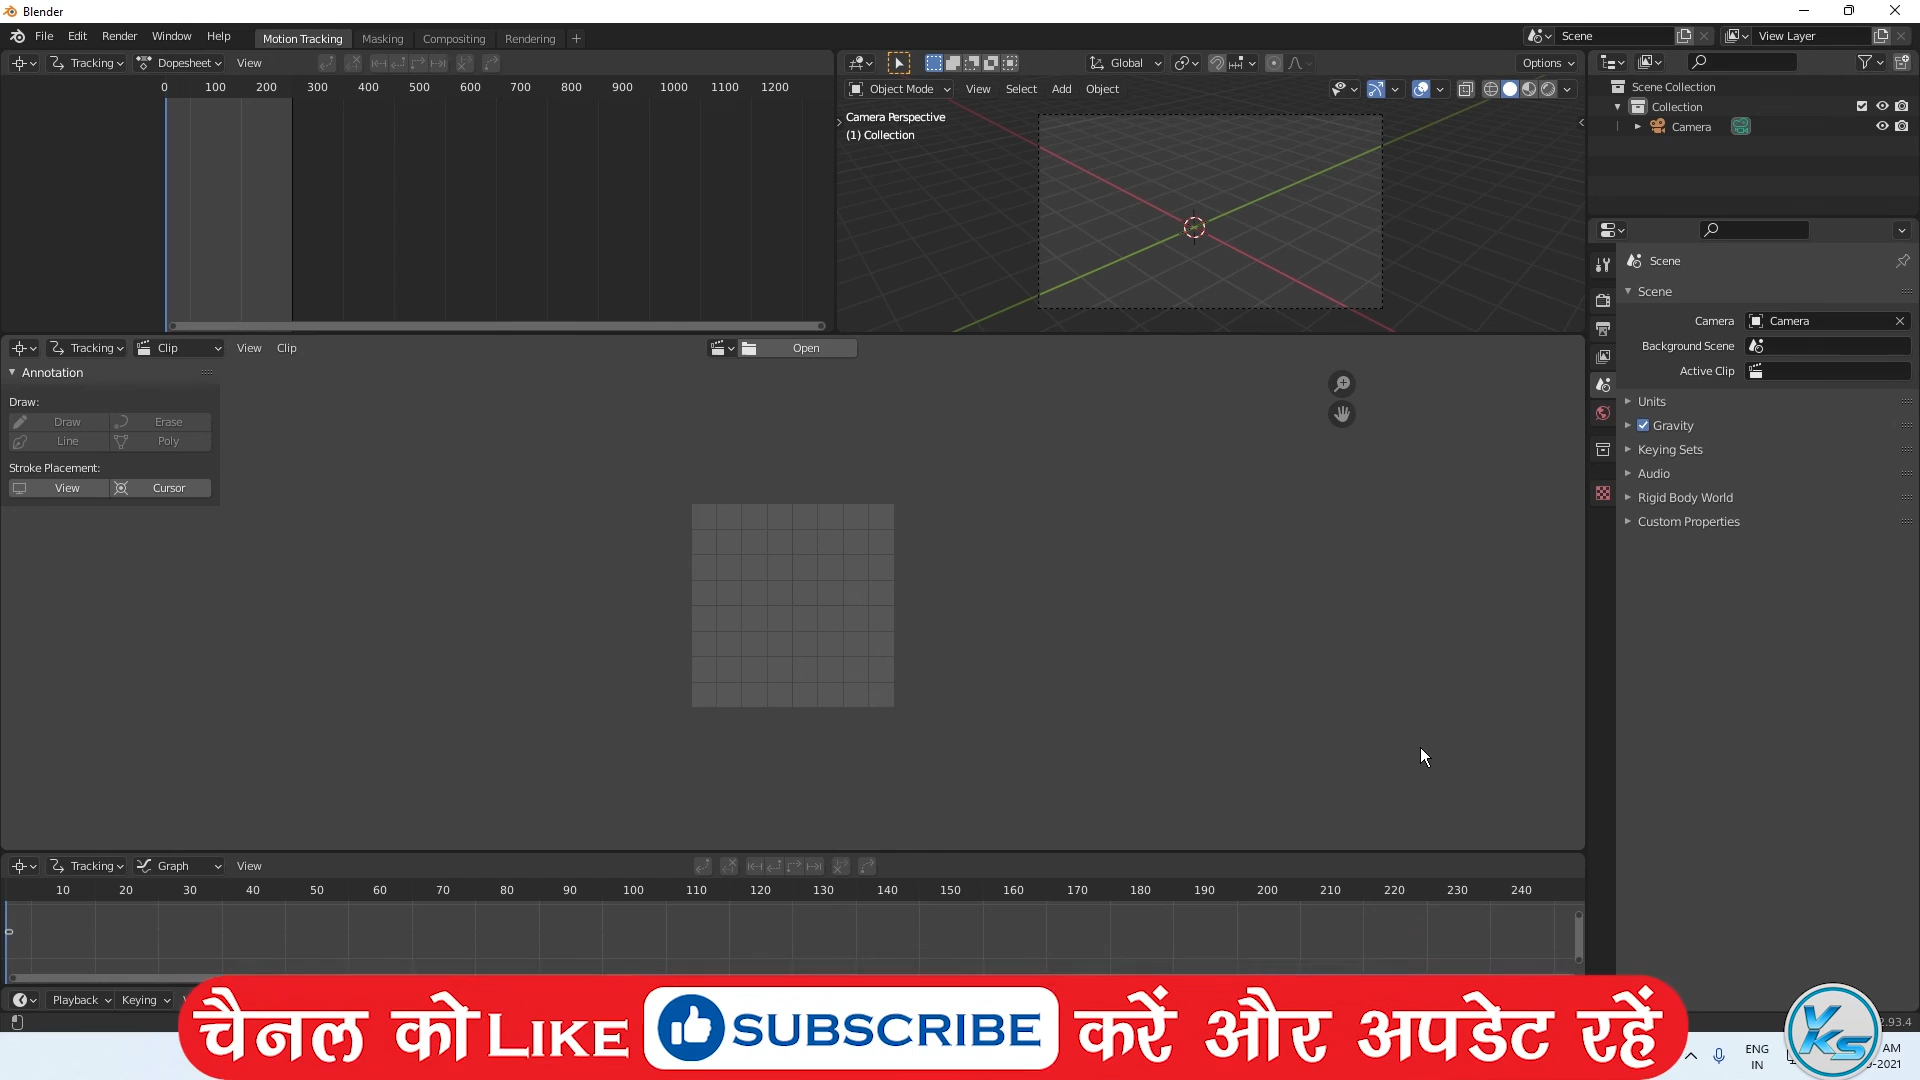 Blender
File Edit Render Window Help Motion Tracking Masking Compositing Rendering Scene View Layer
Tracking Dopesheet View
0 100 200 300 400 500 600 700 800 900 1000 1100 1200
Global Options
Object Mode View Select Add Object
Camera Perspective
(1) Collection
Scene Collection
Collection
Camera
Scene
Scene
Camera Camera
Background Scene
Active Clip
Units
Gravity
Keying Sets
Audio
Rigid Body World
Custom Properties
Tracking Clip View Clip Open
Annotation
Draw:
Draw Erase
Line Poly
Stroke Placement:
View Cursor
Tracking Graph View
10 20 30 40 50 60 70 80 90 100 110 120 130 140 150 160 170 180 190 200 210 220 230 240
0
Playback Keying
2.93.4
चैनल को LIKE SUBSCRIBE करें और अपडेट रहें
YKS
ENG AM
IN -2021